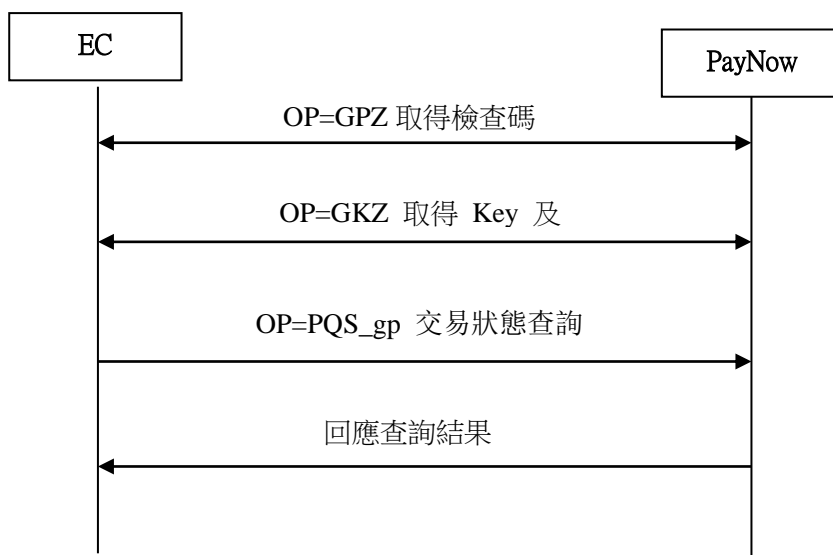 EC
PayNow
OP=GPZ 取得檢查碼
OP=GKZ 取得 Key 及
OP=PQS_gp 交易狀態查詢
回應查詢結果